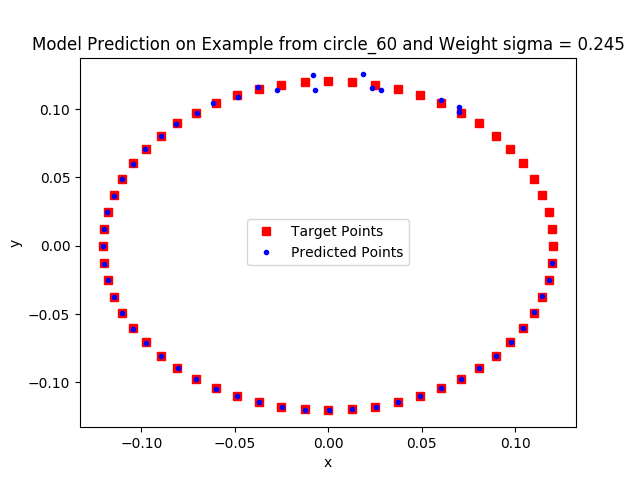 Model Prediction on Example from circle_60 and Weight sigma = 0.245
y
0.10
0.05
0.00
−0.05
−0.10
Target Points
Predicted Points
−0.10 −0.05 0.00 0.05 0.10
x